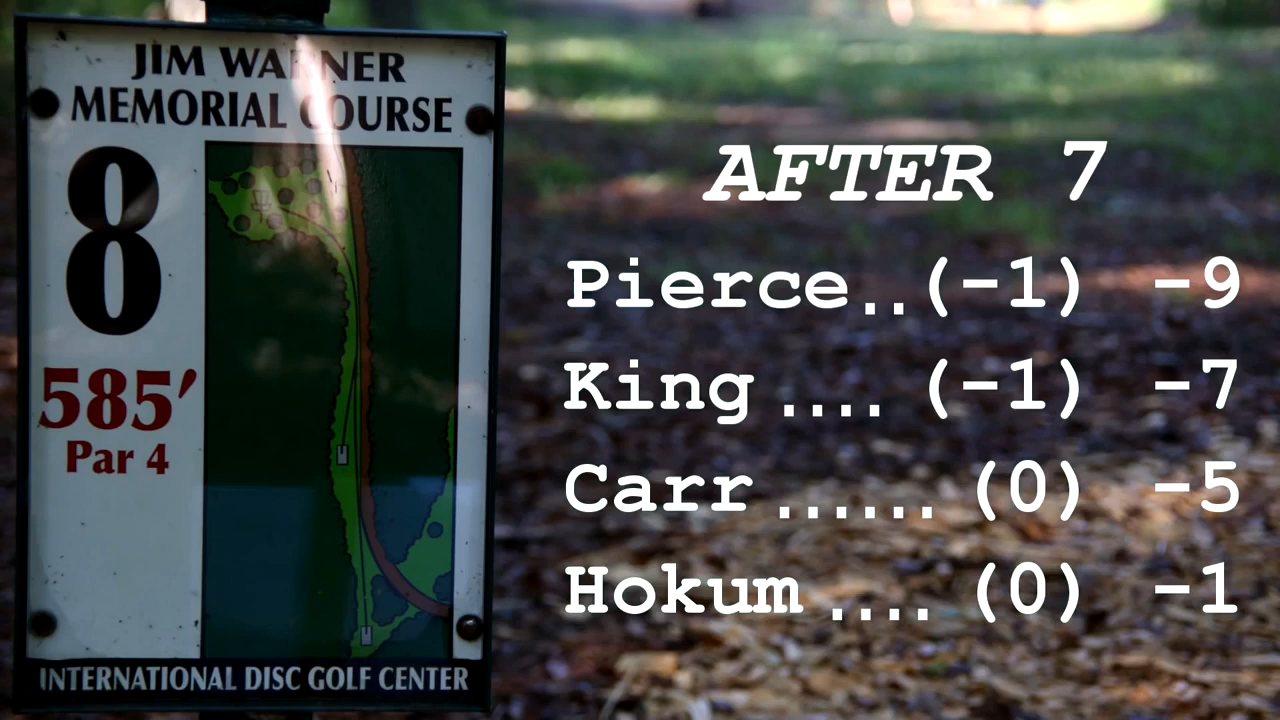 JIM WARNER
MEMORIAL COURSE
8
585'
Par 4
INTERNATIONAL DISC GOLF CENTER
AFTER 7
Pierce..(-1) -9
King .... (-1) -7
Carr ...... (0) -5
Hokum .... (0) -1